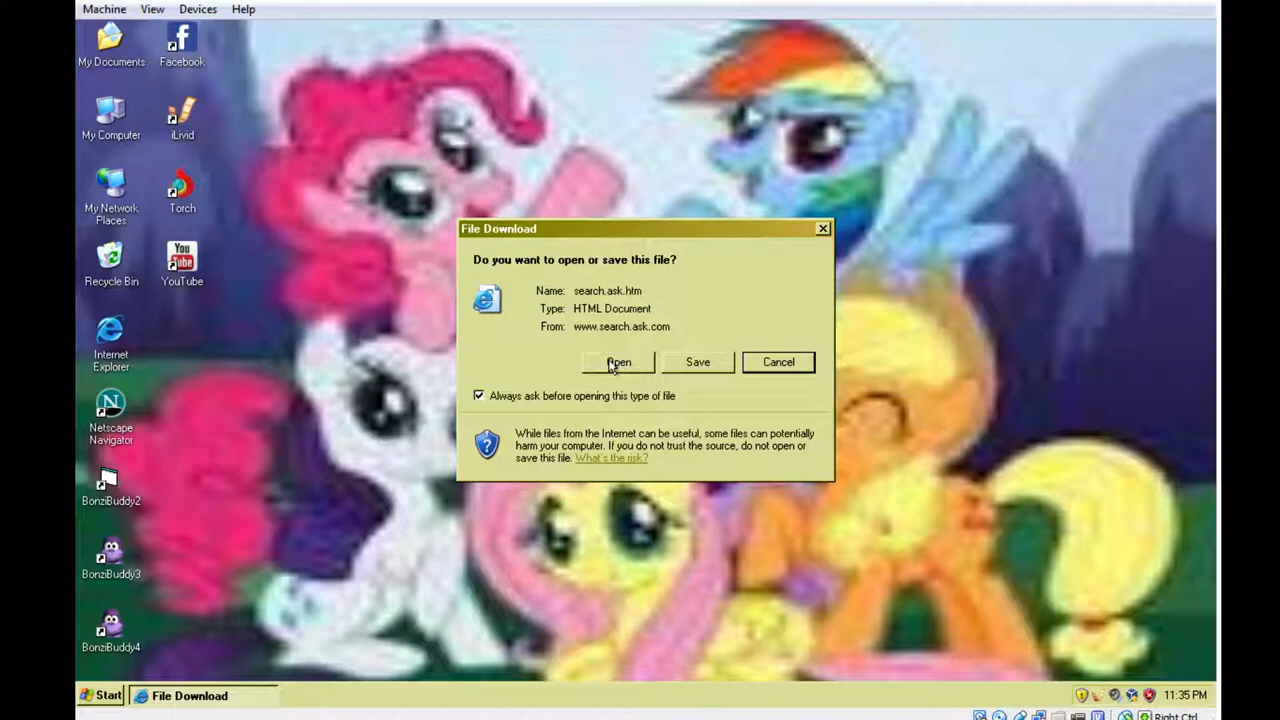 Machine View Devices Help
My Documents
Facebook
My Computer
iLivid
My Network
Places
Torch
Recycle Bin
You
Tube
YouTube
Internet
Explorer
N
Netscape
Navigator
BonziBuddy2
BonziBuddy3
BonziBuddy4
File Download
Do you want to open or save this file?
Name: search.ask.htm
Type: HTML Document
From: www.search.ask.com
Open Save Cancel
Always ask before opening this type of file
While files from the Internet can be useful, some files can potentially
harm your computer. If you do not trust the source, do not open or
save this file. What's the risk?
Start File Download 11:35 PM
Right Ctrl